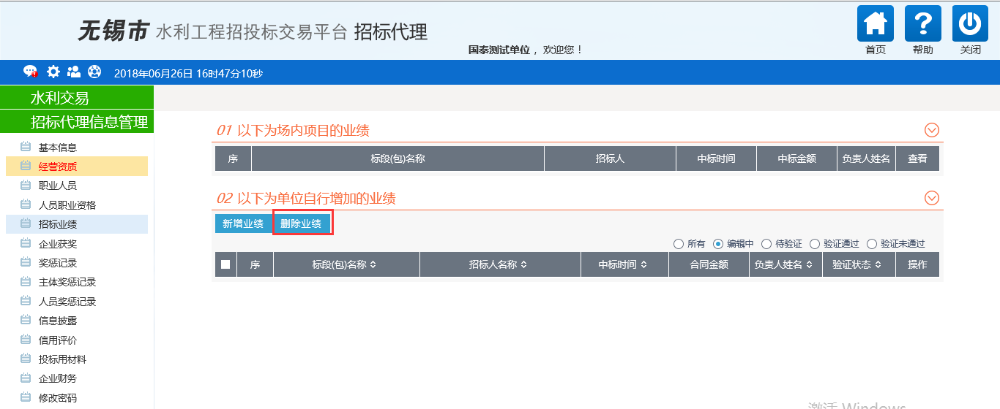 无锡市 水利工程招投标交易平台 招标代理
国泰测试单位 ， 欢迎您！
首页 帮助 关闭
2018年06月26日 16时47分10秒
水利交易
招标代理信息管理
基本信息
经营资质
职业人员
人员职业资格
招标业绩
企业获奖
奖惩记录
主体奖惩记录
人员奖惩记录
信息披露
信用评价
投标用材料
企业财务
修改密码
01 以下为场内项目的业绩
序 标段(包)名称 招标人 中标时间 中标金额 负责人姓名 查看
02 以下为单位自行增加的业绩
新增业绩 删除业绩
所有 编辑中 待验证 验证通过 验证未通过
序 标段(包)名称 招标人名称 中标时间 合同金额 负责人姓名 验证状态 操作
激活 Windows